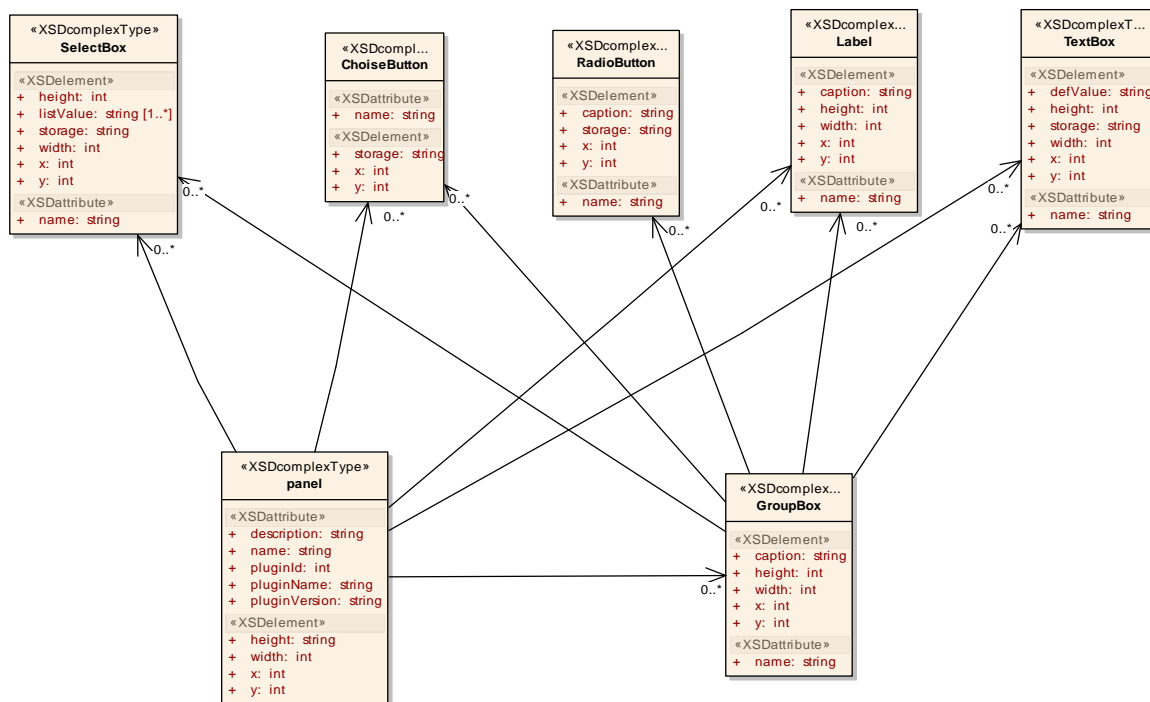 «XSDcomplexType»
SelectBox
«XSDelement»
+ height: int
+ listValue: string [1..*]
+ storage: string
+ width: int
+ x: int
+ y: int
«XSDattribute»
+ name: string
«XSDcompl...
ChoiseButton
«XSDattribute»
+ name: string
«XSDelement»
+ storage: string
+ x: int
+ y: int
«XSDcomplex...
RadioButton
«XSDelement»
+ caption: string
+ storage: string
+ x: int
+ y: int
«XSDattribute»
+ name: string
«XSDcomplex...
Label
«XSDelement»
+ caption: string
+ height: int
+ width: int
+ x: int
+ y: int
«XSDattribute»
+ name: string
«XSDcomplexT...
TextBox
«XSDelement»
+ defValue: string
+ height: int
+ storage: string
+ width: int
+ x: int
+ y: int
«XSDattribute»
+ name: string
0..*
0..*
0..*
0..*
0..*
0..*
0..*
0..*
0..*
0..*
«XSDcomplexType»
panel
«XSDattribute»
+ description: string
+ name: string
+ pluginId: int
+ pluginName: string
+ pluginVersion: string
«XSDelement»
+ height: string
+ width: int
+ x: int
+ y: int
«XSDcomplex...
GroupBox
«XSDelement»
+ caption: string
+ height: int
+ width: int
+ x: int
+ y: int
«XSDattribute»
+ name: string